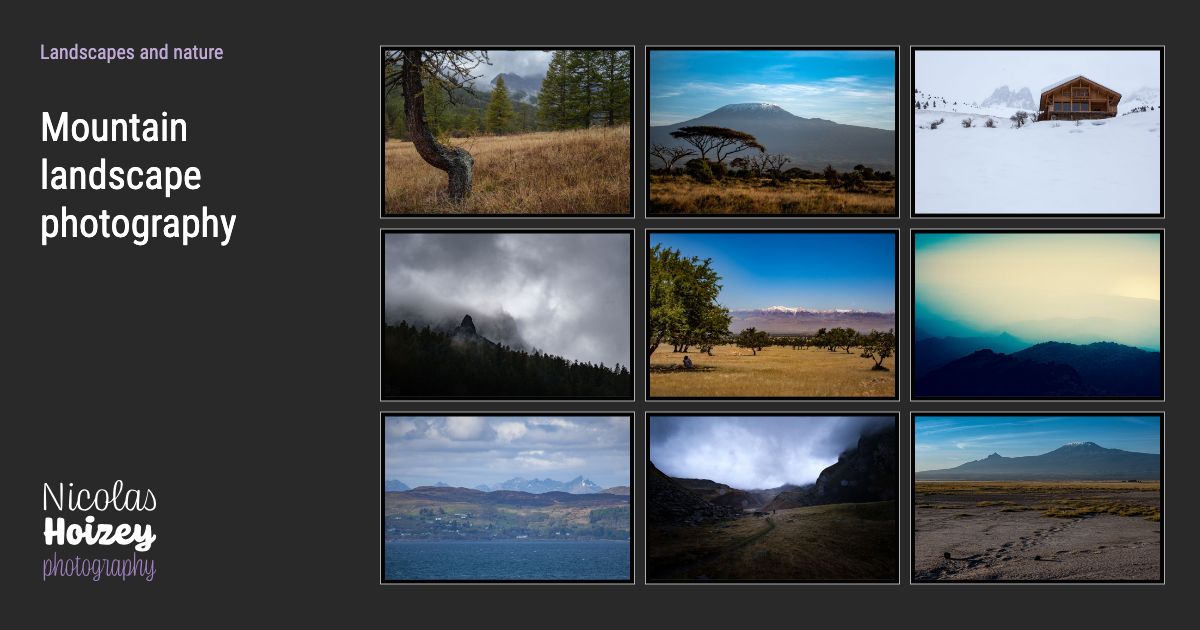 Landscapes and nature
Mountain
landscape
photography
Nicolas
Hoizey
photography